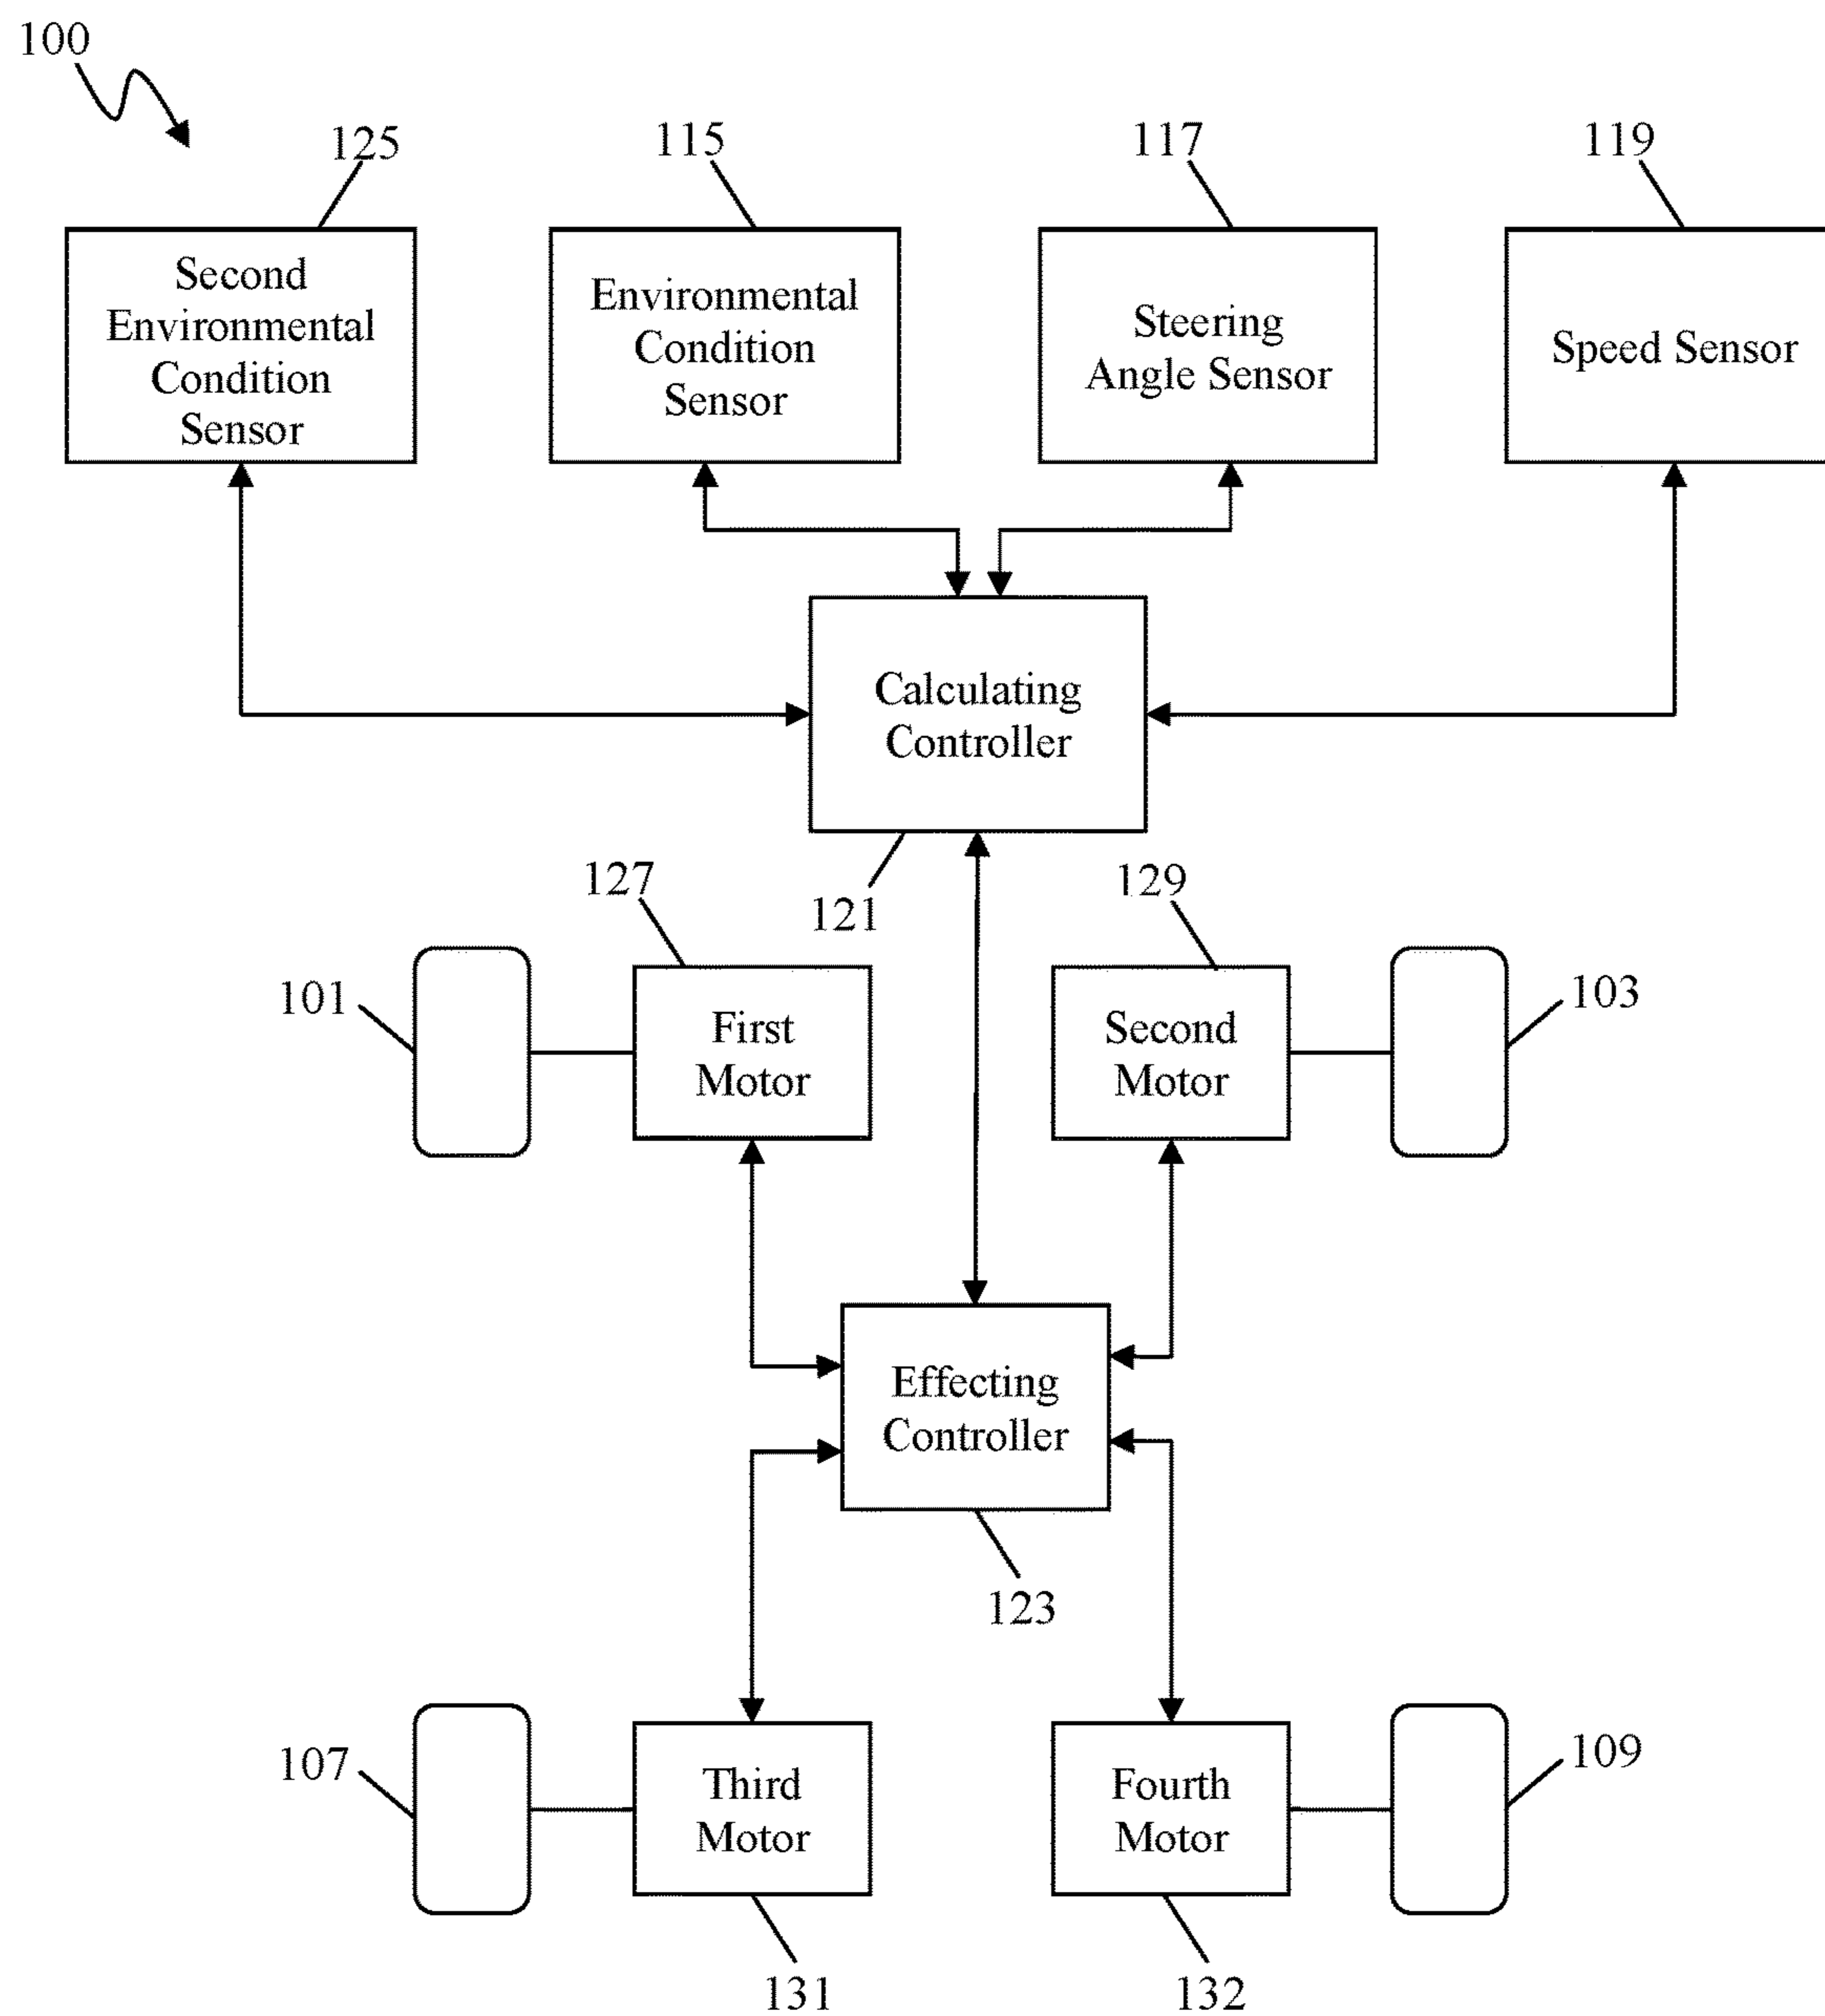 100
125
115
117
119
Second
Environmental
Condition
Sensor
Environmental
Condition
Sensor
Steering
Angle Sensor
Speed Sensor
Calculating
Controller
121
127
129
101
First
Motor
Second
Motor
103
Effecting
Controller
123
107
Third
Motor
Fourth
Motor
109
131
132